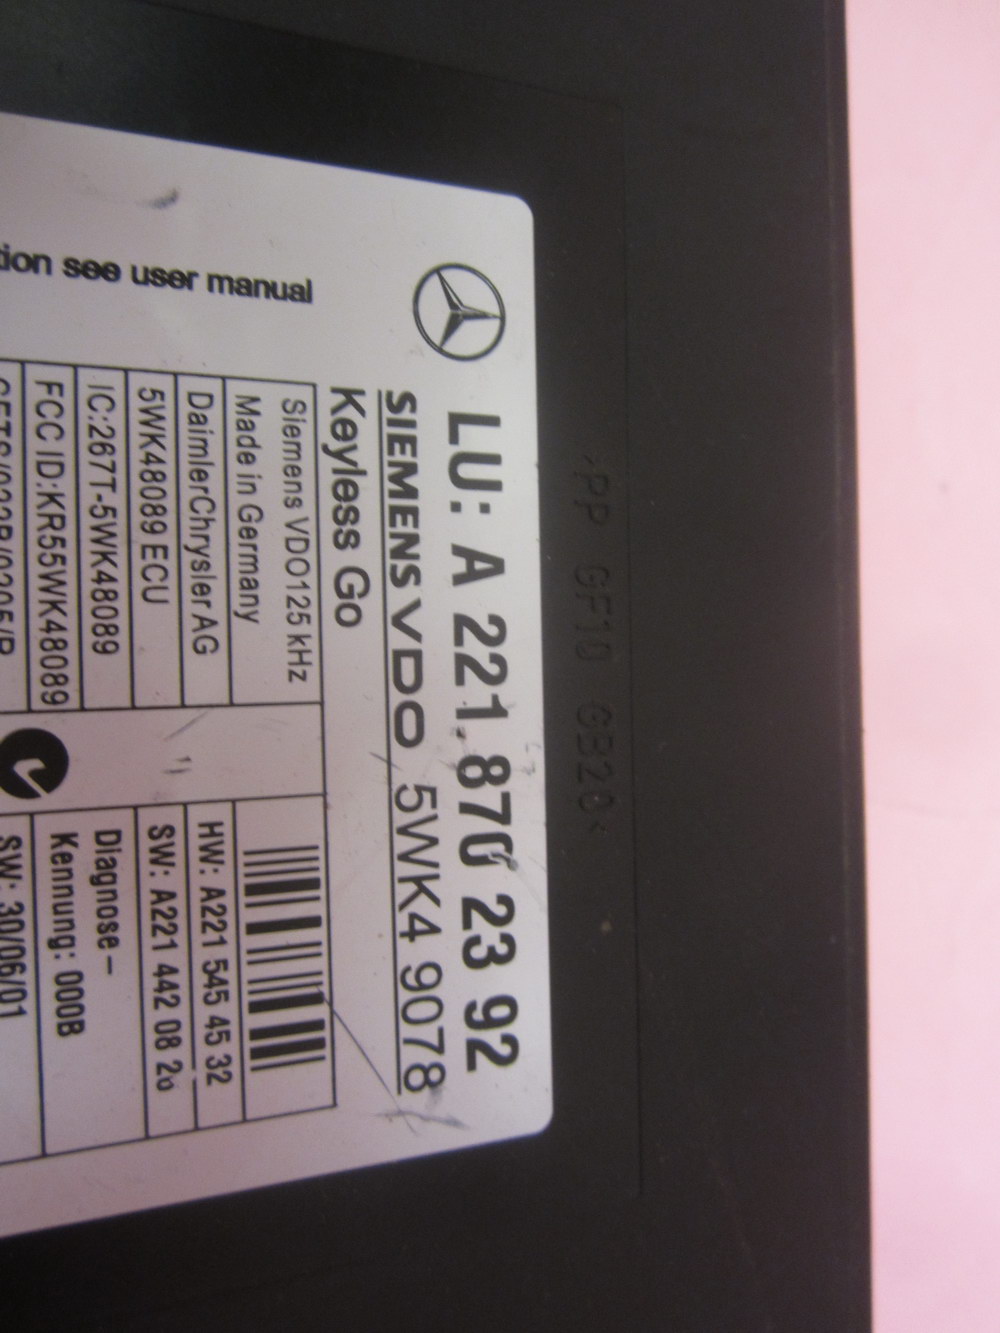 >PP GF10 GB20<
LU: A 221 870 23 92
SIEMENS VDO 5WK4 9078
Keyless Go
Siemens VDO125 kHz
Made in Germany
DaimlerChrysler AG
5WK48089 ECU
IC:267T-5WK48089
FCC ID:KR55WK48089
HW: A221 545 45 32
SW: A221 442 08 20
Diagnose-
Kennung: 000B
SW: 30/06/01
see user manual